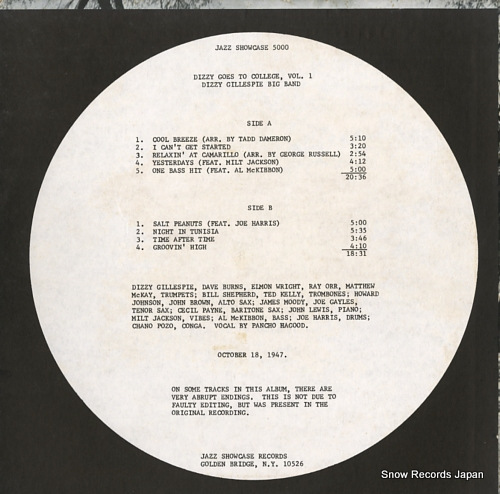 JAZZ SHOWCASE 5000
DIZZY GOES TO COLLEGE, VOL. 1
DIZZY GILLESPIE BIG BAND
SIDE A
1. COOL BREEZE (ARR. BY TADD DAMERON) 5:10
2. I CAN'T GET STARTED 3:20
3. RELAXIN' AT CAMARILLO (ARR. BY GEORGE RUSSELL) 2:54
4. YESTERDAYS (FEAT. MILT JACKSON) 4:12
5. ONE BASS HIT (FEAT. AL McKIBBON) 5:00
20:36
SIDE B
1. SALT PEANUTS (FEAT. JOE HARRIS) 5:00
2. NIGHT IN TUNISIA 5:35
3. TIME AFTER TIME 3:46
4. GROOVIN' HIGH 4:10
18:31
DIZZY GILLESPIE, DAVE BURNS, ELMON WRIGHT, RAY ORR, MATTHEW
McKAY, TRUMPETS; BILL SHEPHERD, TED KELLY, TROMBONES; HOWARD
JOHNSON, JOHN BROWN, ALTO SAX; JAMES MOODY, JOE GAYLES,
TENOR SAX; CECIL PAYNE, BARITONE SAX; JOHN LEWIS, PIANO;
MILT JACKSON, VIBES; AL McKIBBON, BASS; JOE HARRIS, DRUMS;
CHANO POZO, CONGA. VOCAL BY PANCHO HAGOOD.
OCTOBER 18, 1947.
ON SOME TRACKS IN THIS ALBUM, THERE ARE
VERY ABRUPT ENDINGS. THIS IS NOT DUE TO
FAULTY EDITING, BUT WAS PRESENT IN THE
ORIGINAL RECORDING.
JAZZ SHOWCASE RECORDS
GOLDEN BRIDGE, N.Y. 10526
Snow Records Japan